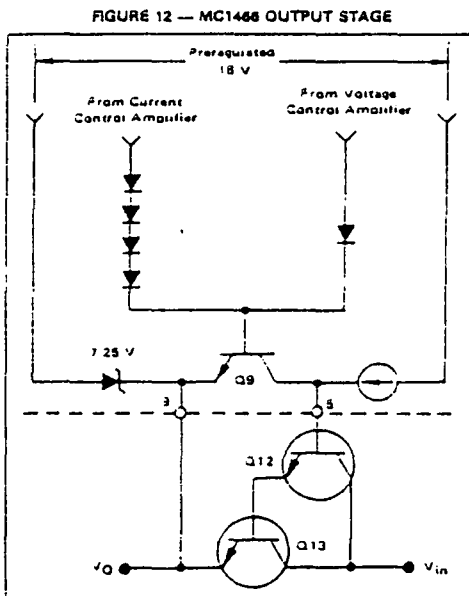 FIGURE 12 — MC1466 OUTPUT STAGE
Preregulated
18 V
From Current
Control Amplifier
From Voltage
Control Amplifier
7.25 V
Q9
5
Q12
Q13
VO
Vin